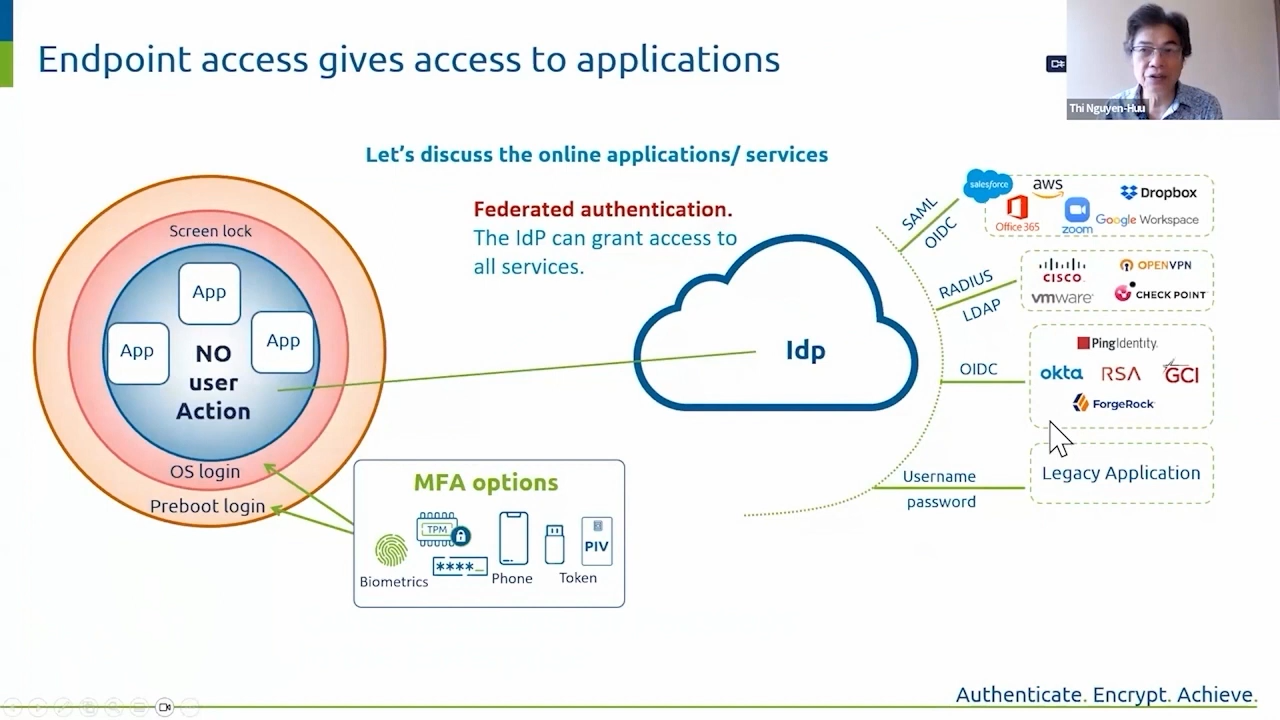 Endpoint access gives access to applications
Thi Nguyen-Huu
Let's discuss the online applications/ services
Federated authentication.
The IdP can grant access to
all services.
Screen lock
App
App
App
NO
user
Action
OS login
Preboot login
MFA options
TPM
****_
PIV
Biometrics
Phone
Token
Idp
SAML
OIDC
salesforce
aws
Dropbox
Office 365
zoom
Google Workspace
RADIUS
LDAP
CISCO
OPENVPN
vmware
CHECK POINT
OIDC
PingIdentity
okta
RSA
GCI
ForgeRock
Username
password
Legacy Application
Authenticate. Encrypt. Achieve.